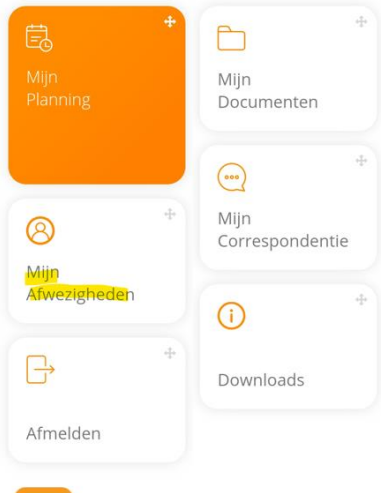 Mijn
Planning
Mijn
Documenten
Mijn
Afwezigheden
Mijn
Correspondentie
Afmelden
Downloads